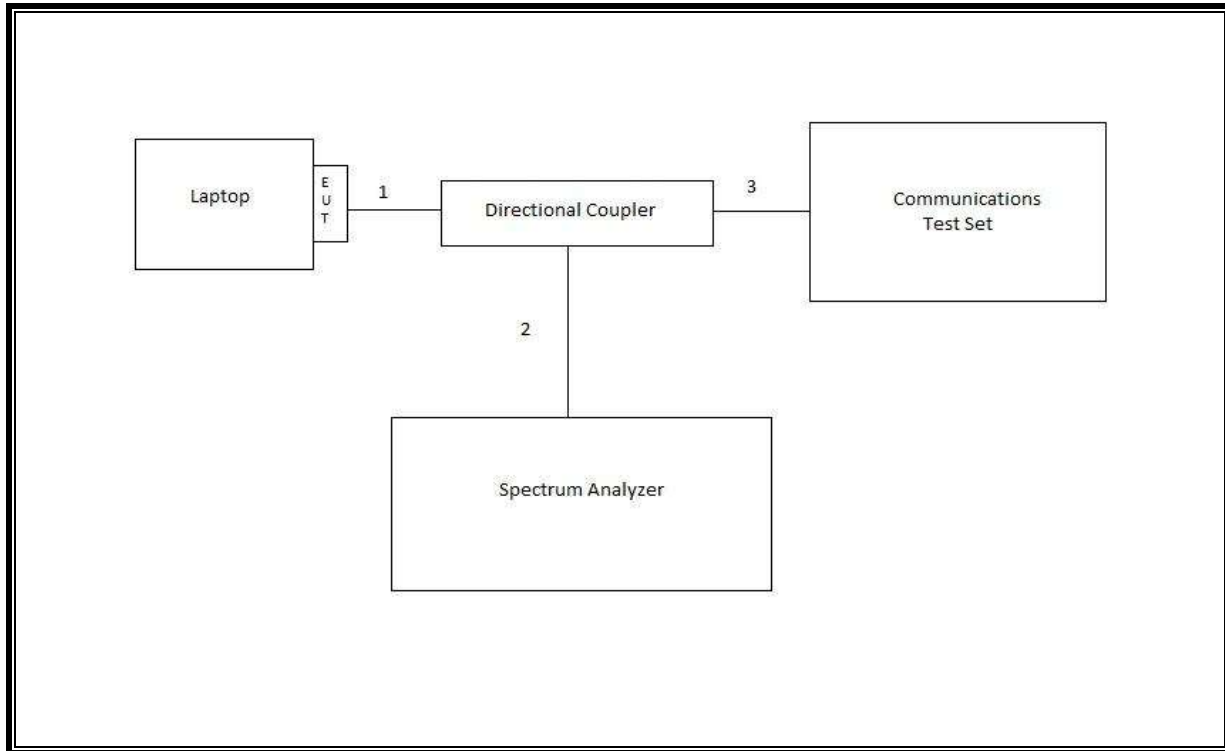 Laptop
E
U
T
1
Directional Coupler
3
Communications
Test Set
2
Spectrum Analyzer